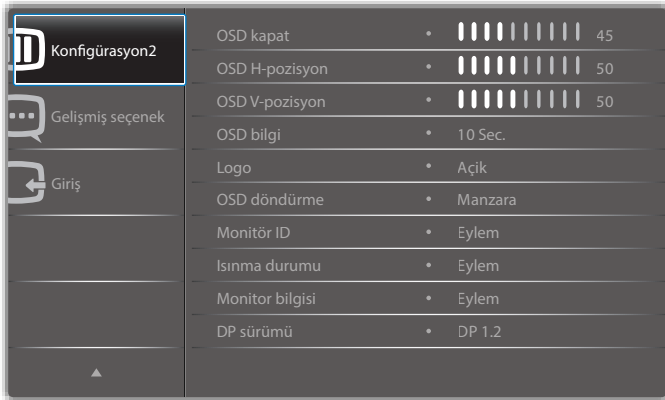 Konfigürasyon2
Gelişmiş seçenek
Giriş
OSD kapat • 45
OSD H-pozisyon • 50
OSD V-pozisyon • 50
OSD bilgi • 10 Sec.
Logo • Açik
OSD döndürme • Manzara
Monitör ID • Eylem
Isınma durumu • Eylem
Monitor bilgisi • Eylem
DP sürümü • DP 1.2